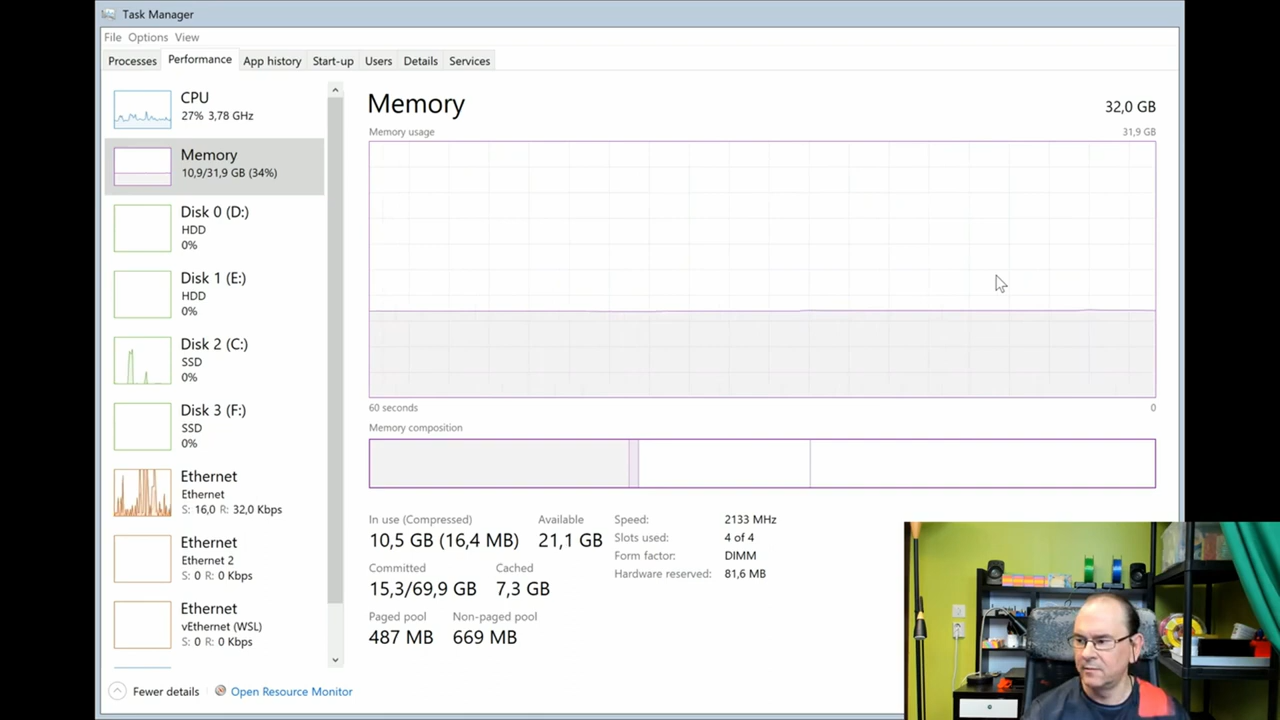 Task Manager
File Options View
Processes Performance App history Start-up Users Details Services
CPU
27% 3,78 GHz
Memory
10,9/31,9 GB (34%)
Disk 0 (D:)
HDD
0%
Disk 1 (E:)
HDD
0%
Disk 2 (C:)
SSD
0%
Disk 3 (F:)
SSD
0%
Ethernet
Ethernet
S: 16,0 R: 32,0 Kbps
Ethernet
Ethernet 2
S: 0 R: 0 Kbps
Ethernet
vEthernet (WSL)
S: 0 R: 0 Kbps
Memory 32,0 GB
Memory usage 31,9 GB
60 seconds 0
Memory composition
In use (Compressed) Available
10,5 GB (16,4 MB) 21,1 GB
Committed Cached
15,3/69,9 GB 7,3 GB
Paged pool Non-paged pool
487 MB 669 MB
Speed: 2133 MHz
Slots used: 4 of 4
Form factor: DIMM
Hardware reserved: 81,6 MB
Fewer details Open Resource Monitor